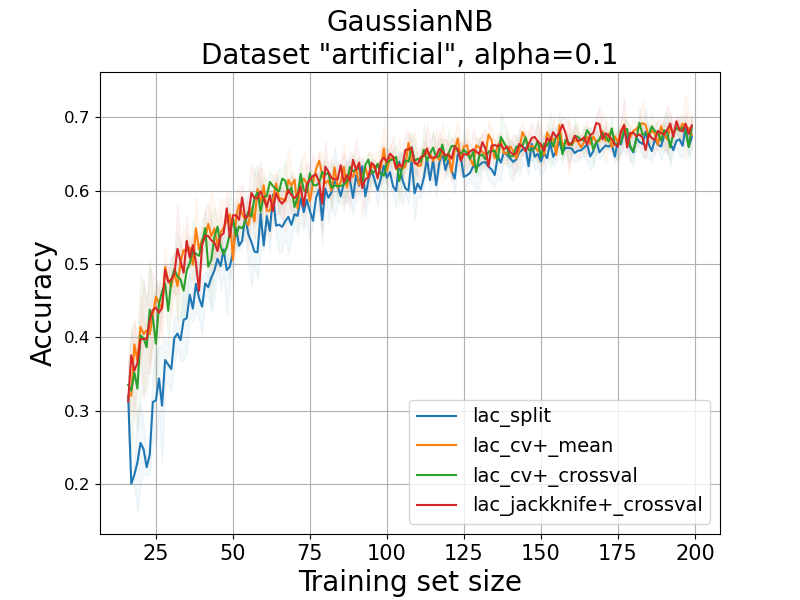 GaussianNB
Dataset "artificial", alpha=0.1
Accuracy
0.7
0.6
0.5
0.4
0.3
0.2
lac_split
lac_cv+_mean
lac_cv+_crossval
lac_jackknife+_crossval
25 50 75 100 125 150 175 200
Training set size